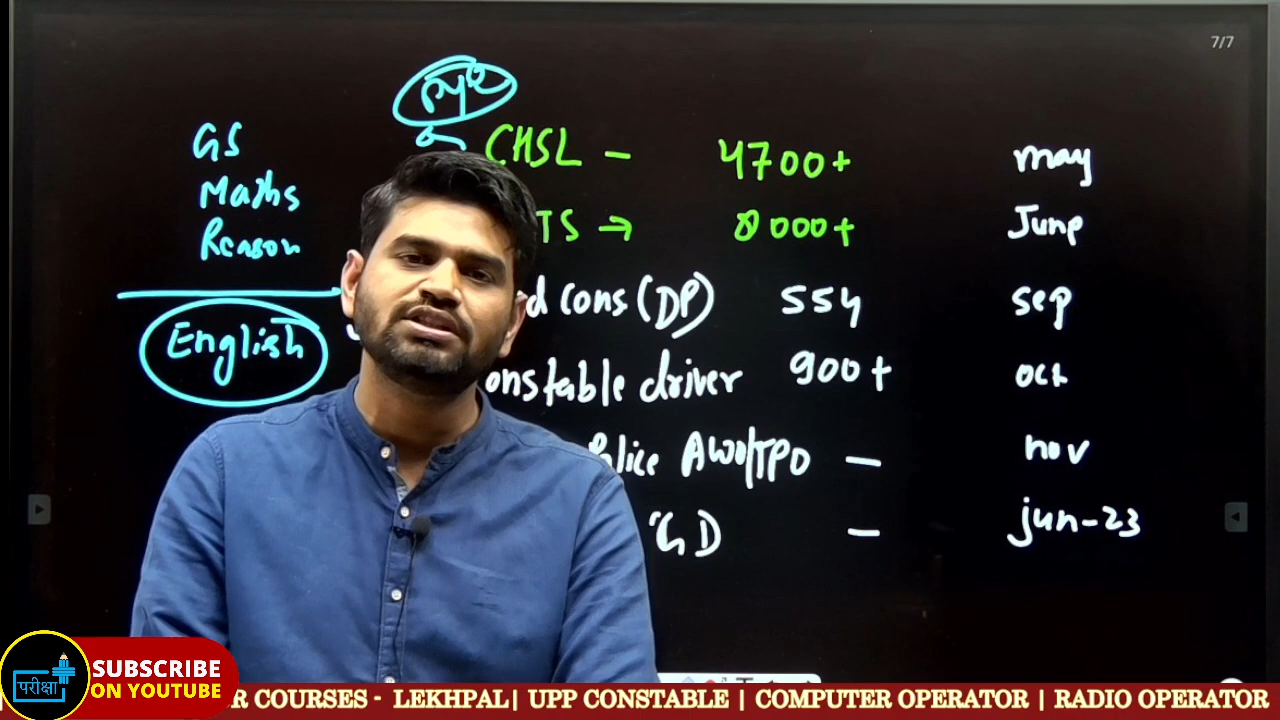 7/7
GS
Maths
Reason
English
CHSL - 4700+ may
TS → 8000+ June
d cons (DP) 554 sep
onstable driver 900+ oct
lice AWO/TPO - nov
GD - jun-23
परीक्षा
SUBSCRIBE
ON YOUTUBE
R COURSES - LEKHPAL| UPP CONSTABLE | COMPUTER OPERATOR | RADIO OPERATOR